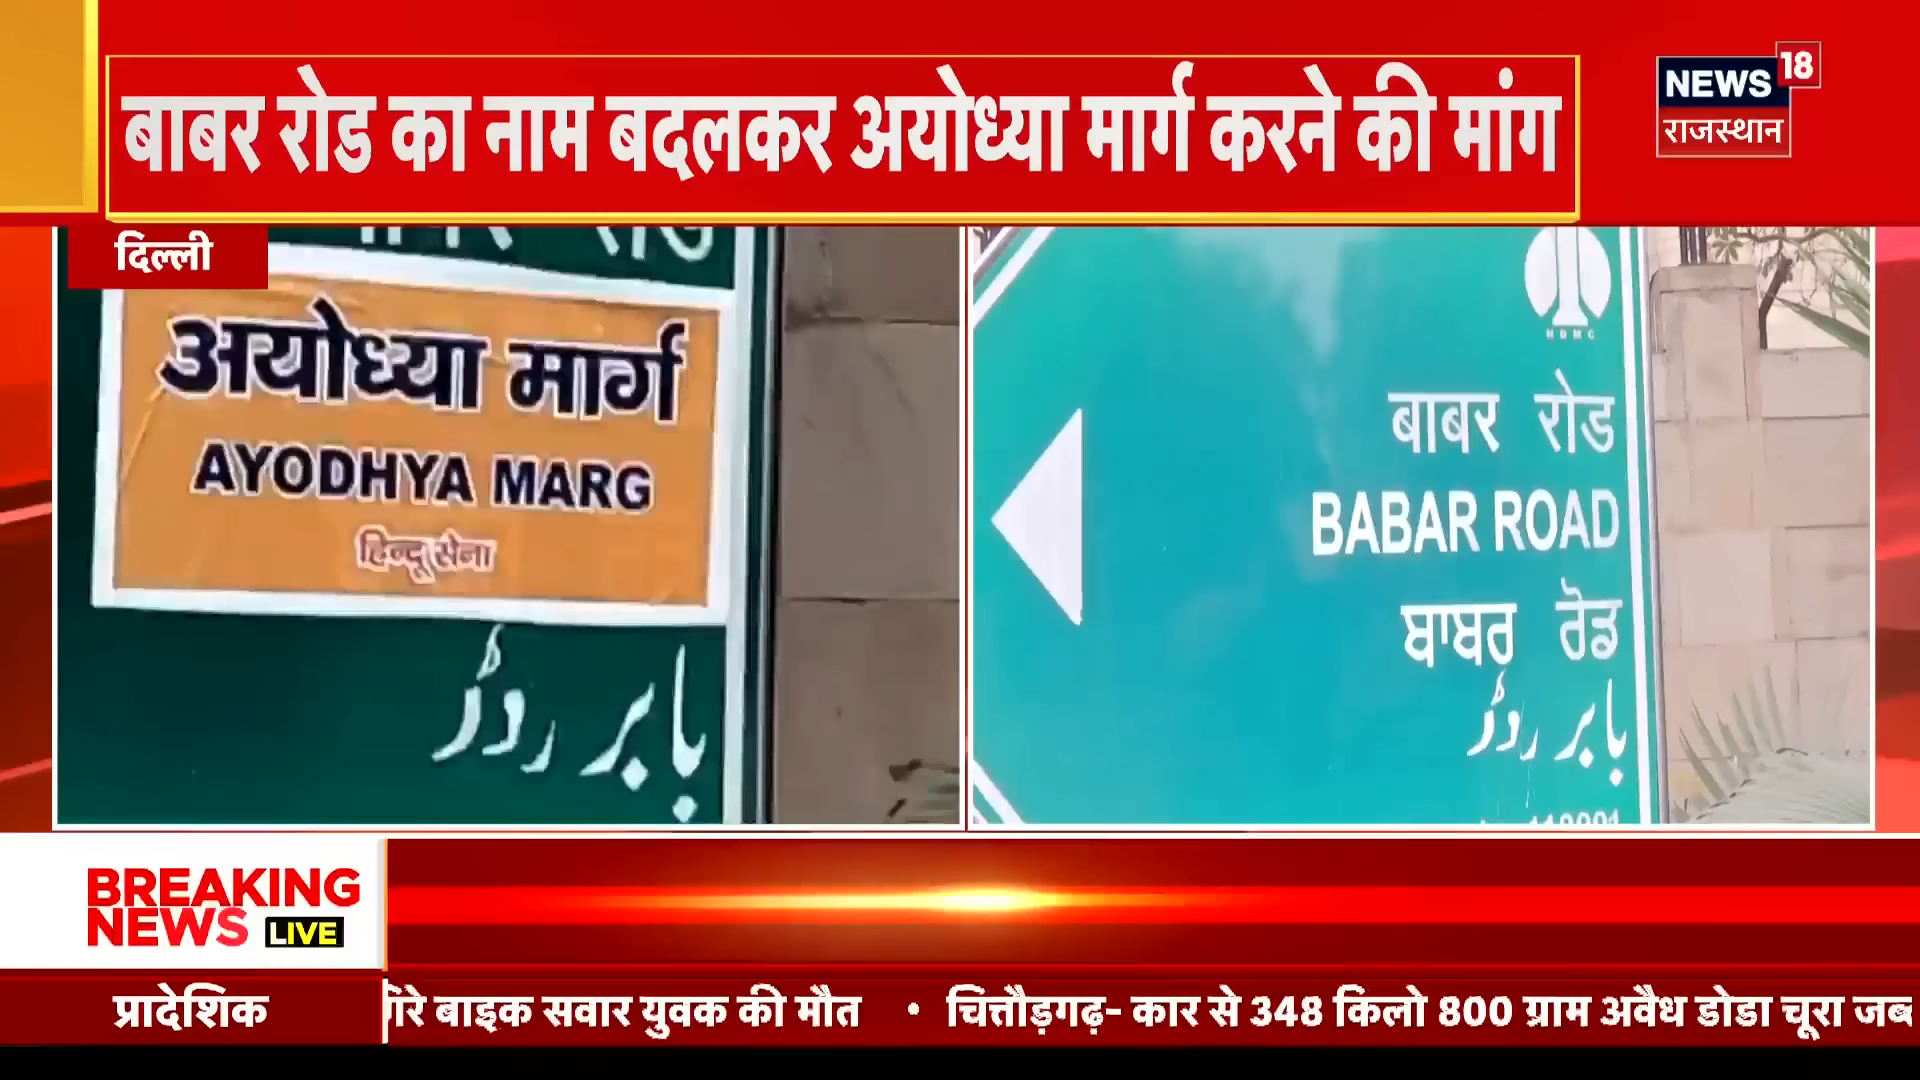 बाबर रोड का नाम बदलकर अयोध्या मार्ग करने की मांग
NEWS 18
राजस्थान
दिल्ली
अयोध्या मार्ग
AYODHYA MARG
हिन्दू सेना
بابر روڈ
NDMC
बाबर रोड
BABAR ROAD
ਬਾਬਰ ਰੋਡ
بابر روڈ
BREAKING
NEWS LIVE
प्रादेशिक
बाइक सवार युवक की मौत • चित्तौड़गढ़- कार से 348 किलो 800 ग्राम अवैध डोडा चूरा